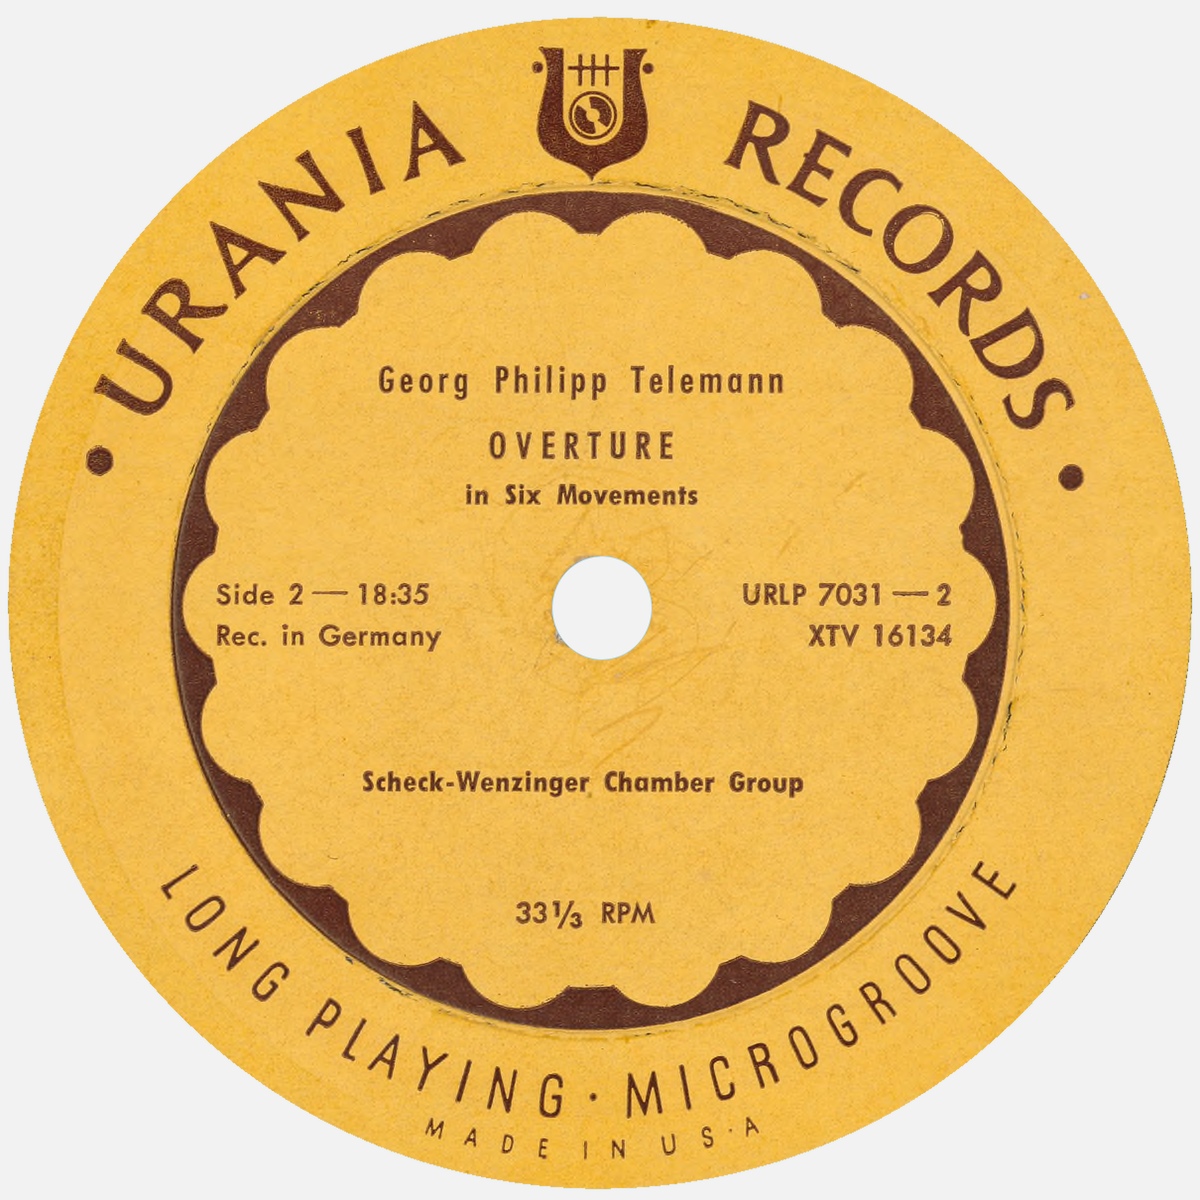 URANIA RECORDS
Georg Philipp Telemann
OVERTURE
in Six Movements
Side 2 — 18:35
URLP 7031 — 2
Rec. in Germany
XTV 16134
Scheck-Wenzinger Chamber Group
33⅓ RPM
LONG PLAYING · MICROGROOVE
MADE IN U.S.A